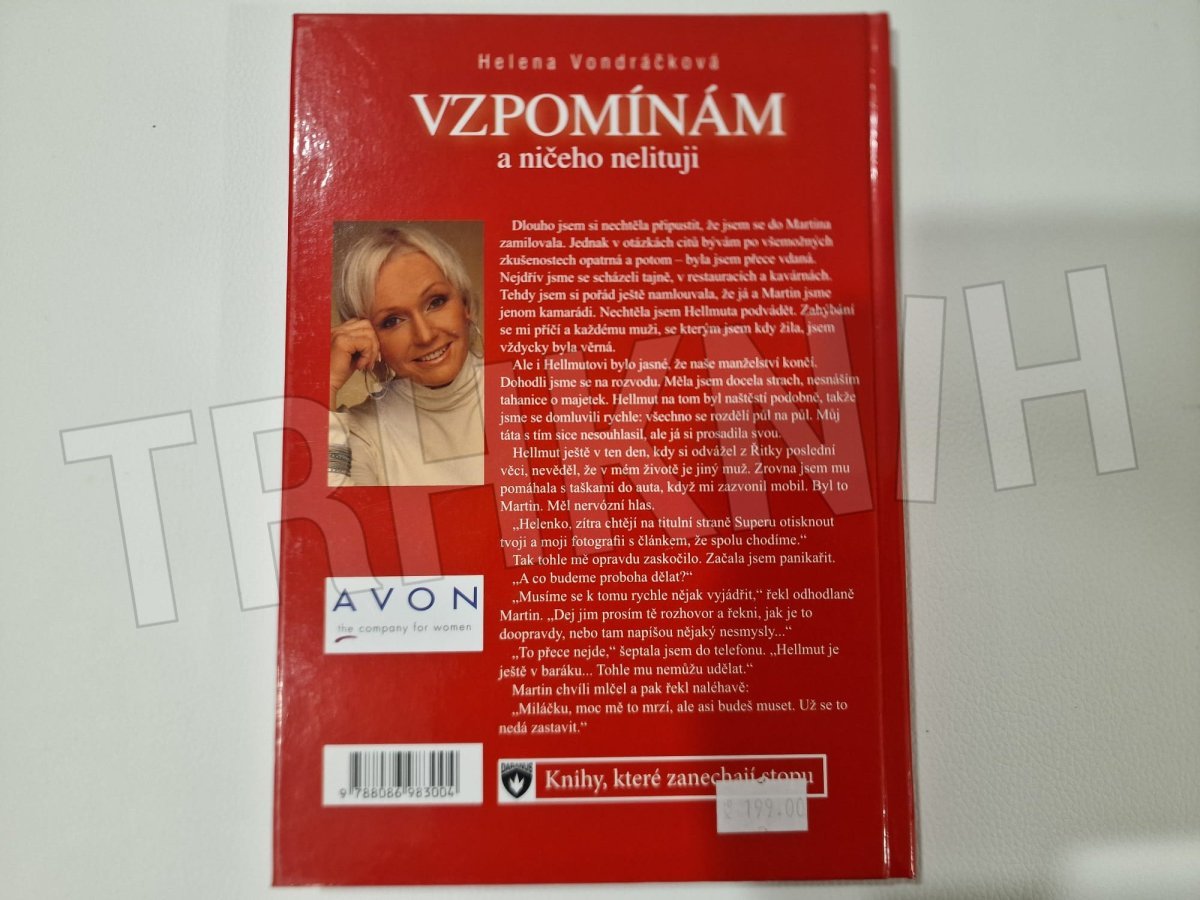 Helena Vondráčková
VZPOMÍNÁM
a ničeho nelituji
Dlouho jsem si nechtěla připustit, že jsem se do Martina
zamilovala. Jednak v otázkách citů bývám po všemožných
zkušenostech opatrná a potom – byla jsem přece vdaná.
Nejdřív jsme se scházeli tajně, v restauracích a kavárnách.
Tehdy jsem si pořád ještě namlouvala, že já a Martin jsme
jenom kamarádi. Nechtěla jsem Hellmuta podvádět. Zahýbání
se mi příčí a každému muži, se kterým jsem kdy žila, jsem
vždycky byla věrná.
Ale i Hellmutovi bylo jasné, že naše manželství končí.
Dohodli jsme se na rozvodu. Měla jsem docela strach, nesnáším
tahanice o majetek. Hellmut na tom byl naštěstí podobně, takže
jsme se domluvili rychle: všechno se rozdělí půl na půl. Můj
táta s tím sice nesouhlasil, ale já si prosadila svou.
Hellmut ještě v ten den, kdy si odvážel z Řitky poslední
věci, nevěděl, že v mém životě je jiný muž. Zrovna jsem mu
pomáhala s taškami do auta, když mi zazvonil mobil. Byl to
Martin. Měl nervózní hlas.
„Helenko, zítra chtějí na titulní straně Superu otisknout
tvoji a moji fotografii s článkem, že spolu chodíme.“
Tak tohle mě opravdu zaskočilo. Začala jsem panikařit.
„A co budeme proboha dělat?“
„Musíme se k tomu rychle nějak vyjádřit,“ řekl odhodlaně
Martin. „Dej jim prosím tě rozhovor a řekni, jak je to
doopravdy, nebo tam napíšou nějaký nesmysly...“
„To přece nejde,“ šeptala jsem do telefonu. „Hellmut je
ještě v baráku... Tohle mu nemůžu udělat.“
Martin chvíli mlčel a pak řekl naléhavě:
„Miláčku, moc mě to mrzí, ale asi budeš muset. Už se to
nedá zastavit.“
AVON
the company for women
9 788086 983004
DARANUS
Knihy, které zanechají stopu
199.00
TRHKNIH